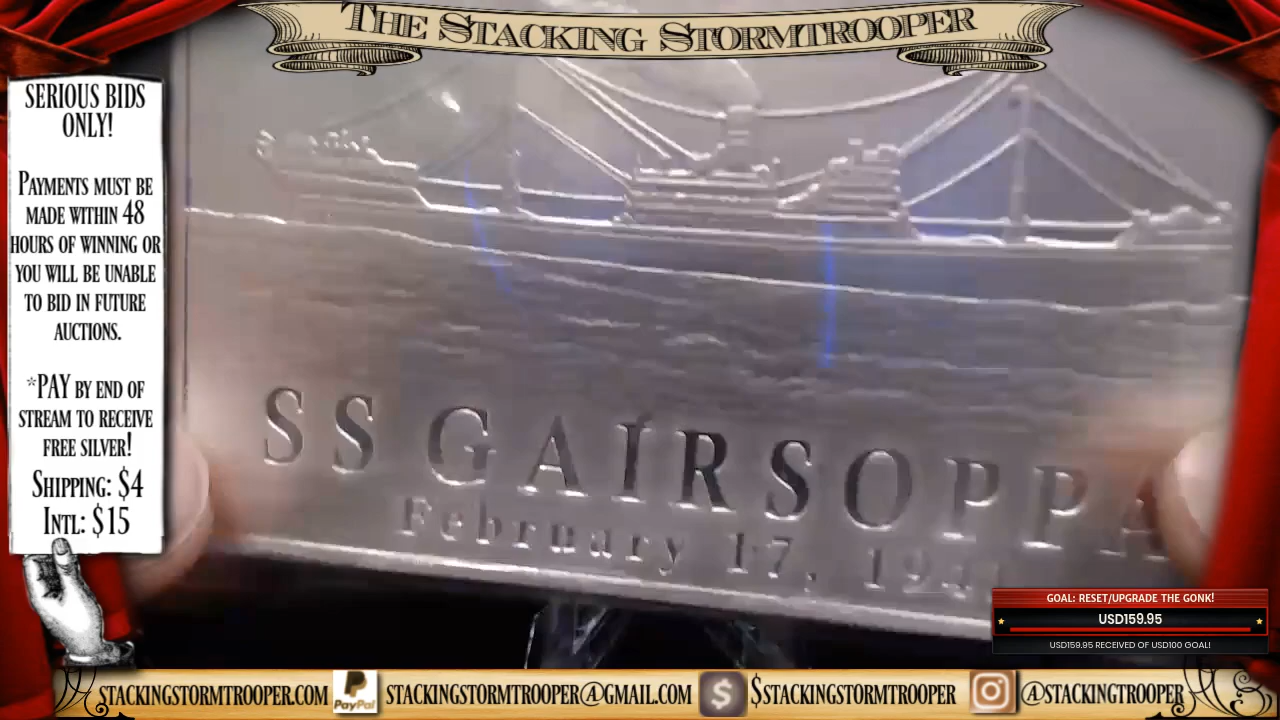 THE STACKING STORMTROOPER
SERIOUS BIDS
ONLY!
PAYMENTS MUST BE
MADE WITHIN 48
HOURS OF WINNING OR
YOU WILL BE UNABLE
TO BID IN FUTURE
AUCTIONS.
*PAY BY END OF
STREAM TO RECEIVE
FREE SILVER!
SHIPPING: $4
INTL: $15
SS GAIRSOPPA
February 17, 1941
GOAL: RESET/UPGRADE THE GONK!
USD159.95
USD159.95 RECEIVED OF USD100 GOAL!
STACKINGSTORMTROOPER.COM
PayPal
STACKINGSTORMTROOPER@GMAIL.COM
$
$STACKINGSTORMTROOPER
@STACKINGTROOPER